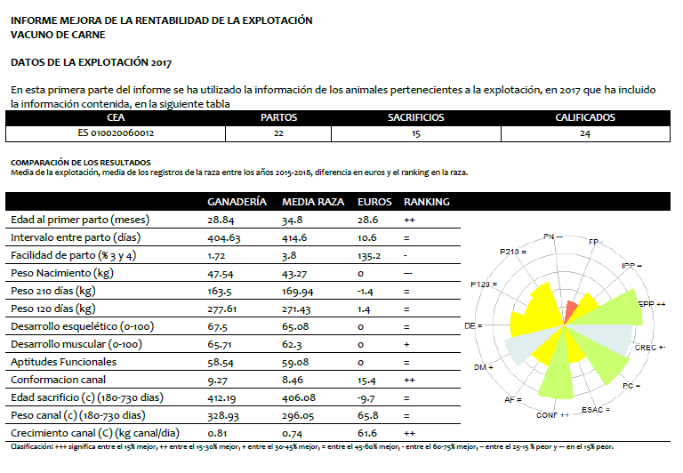 INFORME MEJORA DE LA RENTABILIDAD DE LA EXPLOTACIÓN
VACUNO DE CARNE
DATOS DE LA EXPLOTACIÓN 2017
En esta primera parte del informe se ha utilizado la información de los animales pertenecientes a la explotación, en 2017 que ha incluido
la información contenida, en la siguiente tabla
CEA PARTOS SACRIFICIOS CALIFICADOS
ES 010020060012 22 15 24
COMPARACIÓN DE LOS RESULTADOS
Media de la explotación, media de los registros de la raza entre los años 2015-2018, diferencia en euros y el ranking en la raza.
GANADERÍA MEDIA RAZA EUROS RANKING
Edad al primer parto (meses) 28.84 34.8 28.6 ++
Intervalo entre parto (días) 404.63 414.6 10.6 =
Facilidad de parto (% 3 y 4) 1.72 3.8 135.2 -
Peso Nacimiento (kg) 47.54 43.27 0 ---
Peso 210 días (kg) 163.5 169.94 -1.4 =
Peso 120 días (kg) 277.61 271.43 1.4 =
Desarrollo esquelético (0-100) 67.5 65.08 0 =
Desarrollo muscular (0-100) 65.71 62.3 0 +
Aptitudes Funcionales 58.54 59.08 0 =
Conformacion canal 9.27 8.46 15.4 ++
Edad sacrificio (c) (180-730 dias) 412.19 406.08 -9.7 =
Peso canal (c) (180-730 dias) 328.93 296.05 65.8 =
Crecimiento canal (C) (kg canal/dia) 0.81 0.74 61.6 ++
PN ---
FP -
IPP =
EPP ++
CREC +-
PC =
ESAC =
CONF ++
AF =
DM +
DE =
P120 =
P210 =
Clasificación: +++ significa entre el 15% mejor, ++ entre el 15-30% mejor, + entre el 30-45% mejor, = entre el 45-60% mejor, - entre el 60-75% mejor, -- entre el 25-15 % peor y --- en el 15% peor.